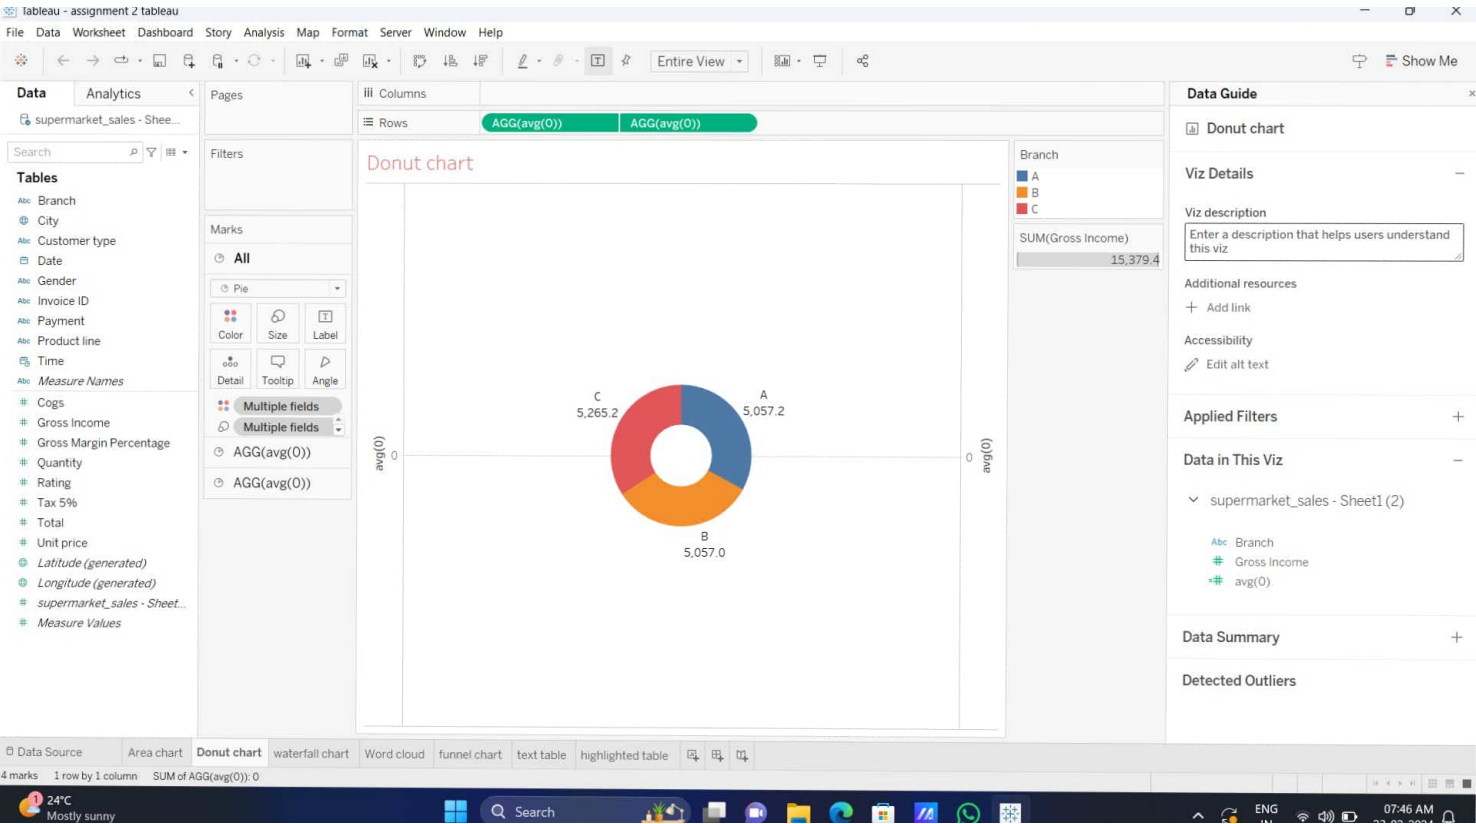 Tableau - assignment 2 tableau
File Data Worksheet Dashboard Story Analysis Map Format Server Window Help
Entire View
Show Me
Data Analytics
supermarket_sales - Shee...
Search
Tables
Abc Branch
City
Abc Customer type
Date
Abc Gender
Abc Invoice ID
Abc Payment
Abc Product line
Time
Abc Measure Names
# Cogs
# Gross Income
# Gross Margin Percentage
# Quantity
# Rating
# Tax 5%
# Total
# Unit price
Latitude (generated)
Longitude (generated)
# supermarket_sales - Sheet...
# Measure Values
Pages
Filters
Marks
All
Pie
Color Size Label
Detail Tooltip Angle
Multiple fields
Multiple fields
AGG(avg(0))
AGG(avg(0))
iii Columns
Rows AGG(avg(0)) AGG(avg(0))
Donut chart
C
5,265.2
A
5,057.2
B
5,057.0
avg(0)
0
0
avg(0)
Branch
A
B
C
SUM(Gross Income)
15,379.4
Data Guide
Donut chart
Viz Details
Viz description
Enter a description that helps users understand
this viz
Additional resources
+ Add link
Accessibility
Edit alt text
Applied Filters
Data in This Viz
supermarket_sales - Sheet1 (2)
Abc Branch
# Gross Income
=# avg(0)
Data Summary
Detected Outliers
Data Source Area chart Donut chart waterfall chart Word cloud funnel chart text table highlighted table
4 marks 1 row by 1 column SUM of AGG(avg(0)): 0
1
24°C
Mostly sunny
Search
ENG
07:46 AM